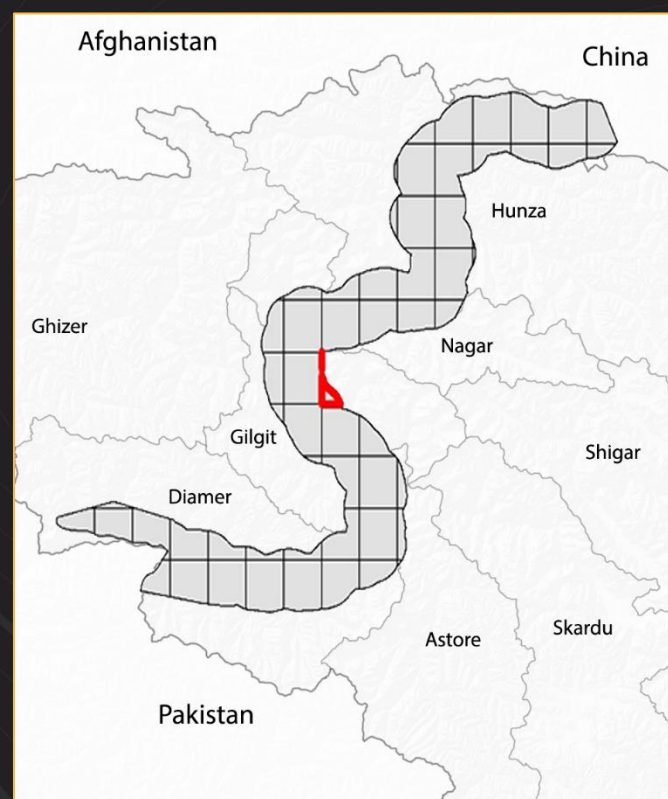 Afghanistan
China
Hunza
Ghizer
Nagar
Gilgit
Shigar
Diamer
Skardu
Astore
Pakistan